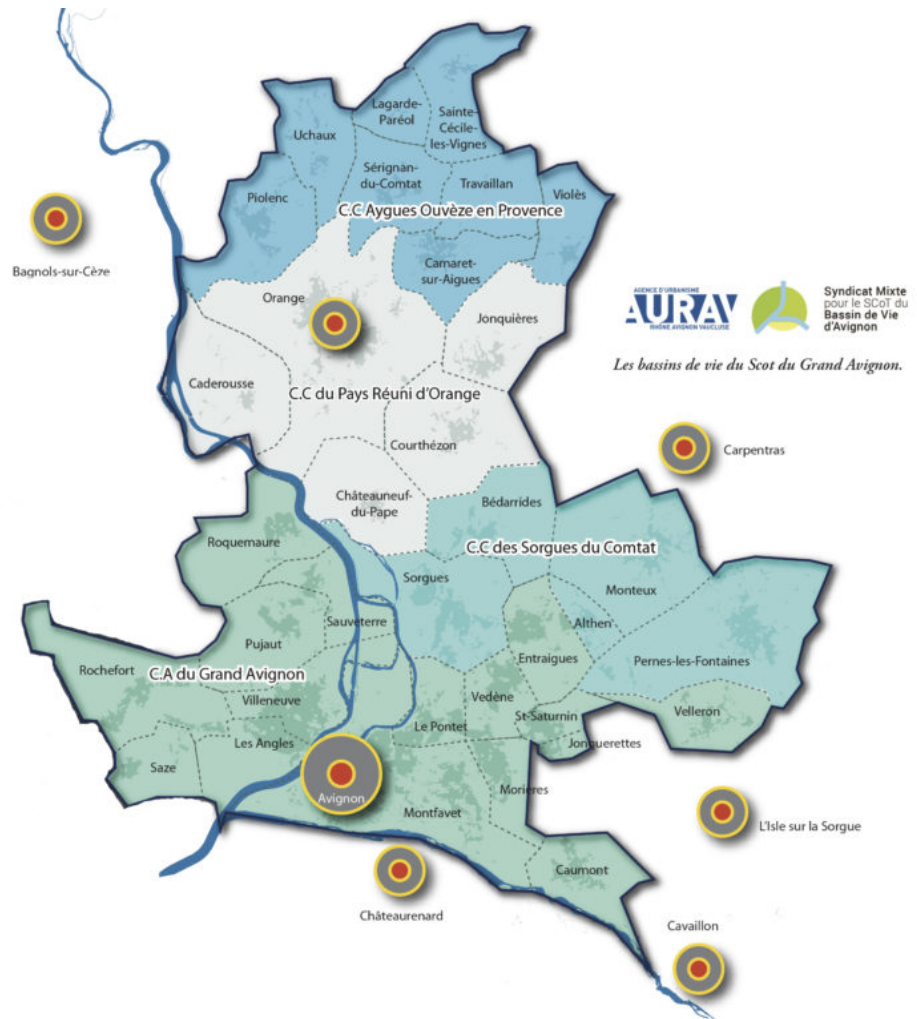 Lagarde-
Paréol
Sainte-
Cécile-
les-Vignes
Uchaux
Sérignan-
du-Comtat
Travaillan
Violès
Piolenc
C.C Aygues Ouvèze en Provence
Bagnols-sur-Cèze
Camaret-
sur-Aigues
Orange
Jonquières
AGENCE D'URBANISME
AURAV
RHÔNE AVIGNON VAUCLUSE
Syndicat Mixte
pour le SCoT du
Bassin de Vie
d'Avignon
Les bassins de vie du Scot du Grand Avignon.
Caderousse
C.C du Pays Réuni d'Orange
Courthézon
Carpentras
Châteauneuf-
du-Pape
Bédarrides
Roquemaure
C.C des Sorgues du Comtat
Sorgues
Monteux
Sauveterre
Althen
Pujaut
Entraigues
Rochefort
C.A du Grand Avignon
Pernes-les-Fontaines
Villeneuve
Vedène
Le Pontet
St-Saturnin
Velleron
Les Angles
Jonquerettes
Saze
Morières
Avignon
Montfavet
L'Isle sur la Sorgue
Caumont
Châteaurenard
Cavaillon